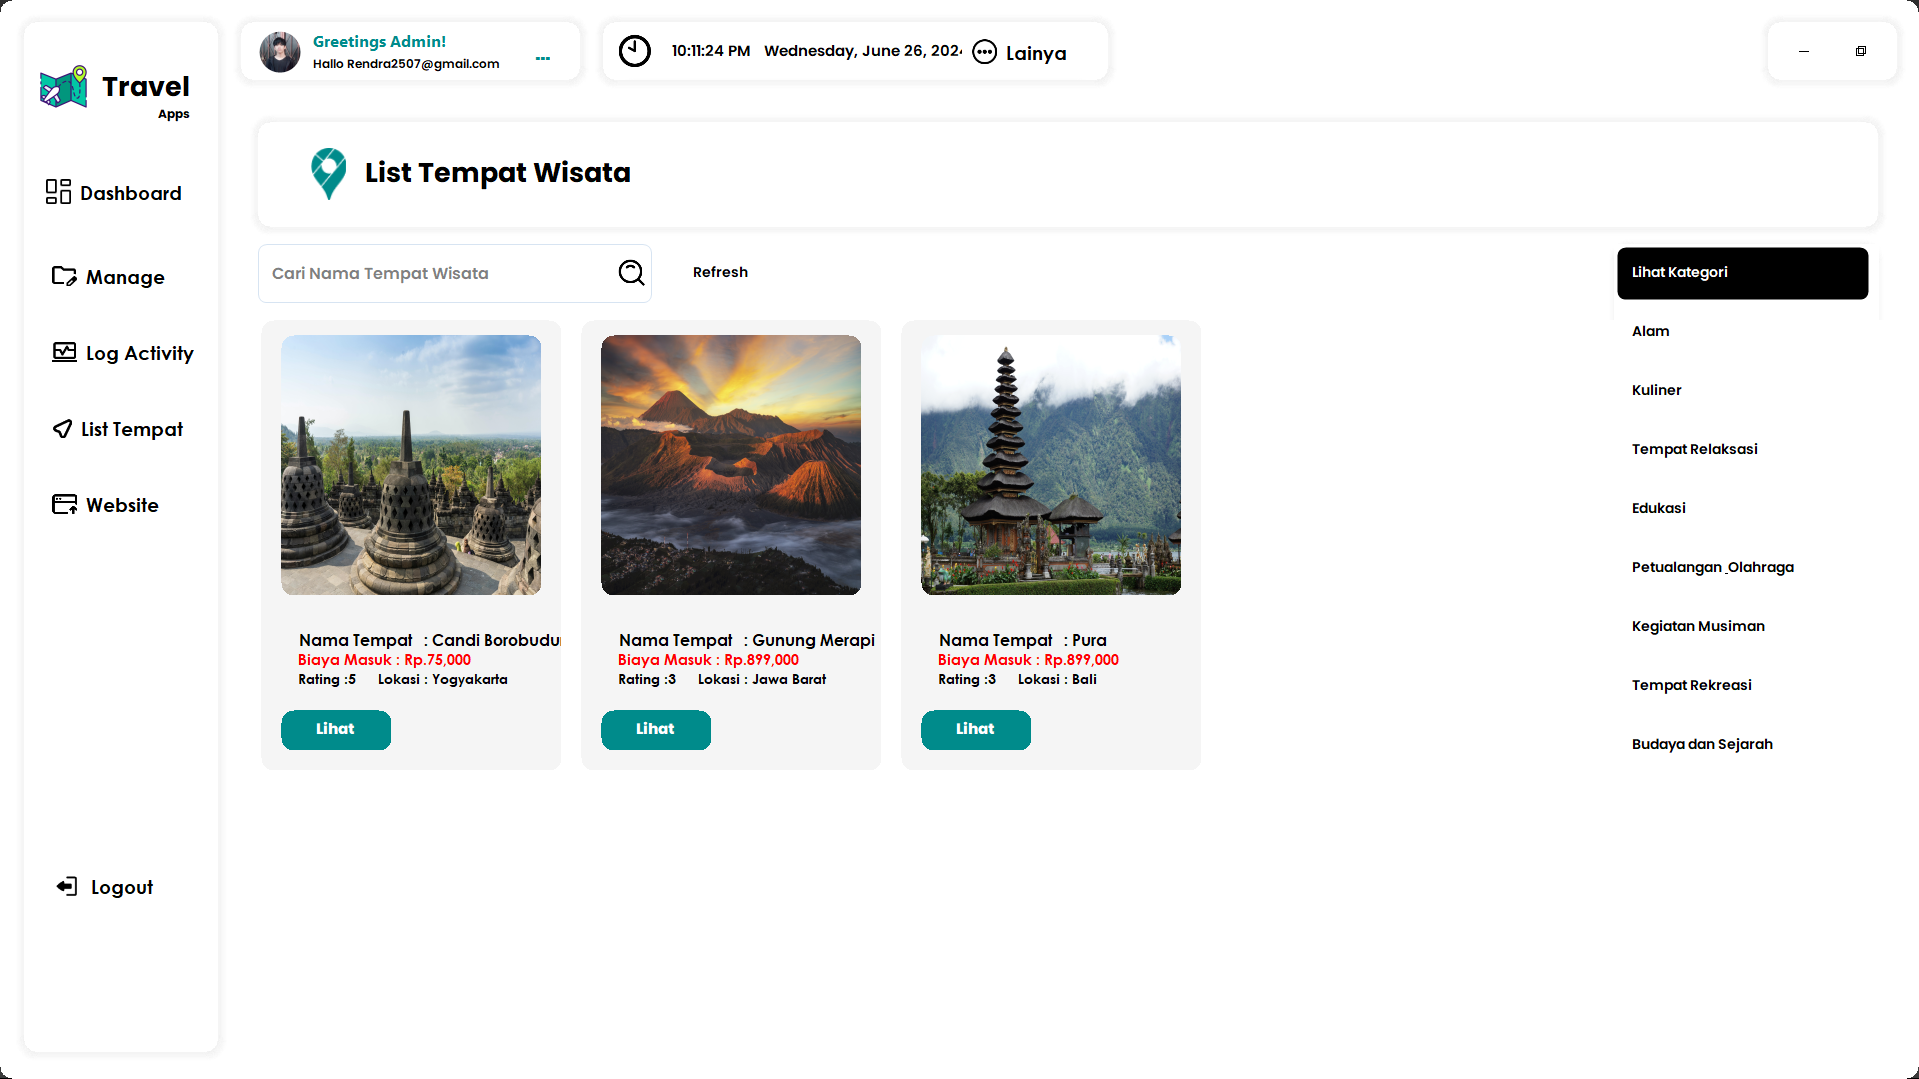 Travel
Apps
Dashboard
Manage
Log Activity
List Tempat
Website
Logout
Greetings Admin!
Hallo Rendra2507@gmail.com
...
10:11:24 PM Wednesday, June 26, 202
Lainya
List Tempat Wisata
Cari Nama Tempat Wisata
Refresh
Nama Tempat : Candi Borobudu
Biaya Masuk : Rp.75,000
Rating :5 Lokasi : Yogyakarta
Lihat
Nama Tempat : Gunung Merapi
Biaya Masuk : Rp.899,000
Rating :3 Lokasi : Jawa Barat
Lihat
Nama Tempat : Pura
Biaya Masuk : Rp.899,000
Rating :3 Lokasi : Bali
Lihat
Lihat Kategori
Alam
Kuliner
Tempat Relaksasi
Edukasi
Petualangan _Olahraga
Kegiatan Musiman
Tempat Rekreasi
Budaya dan Sejarah